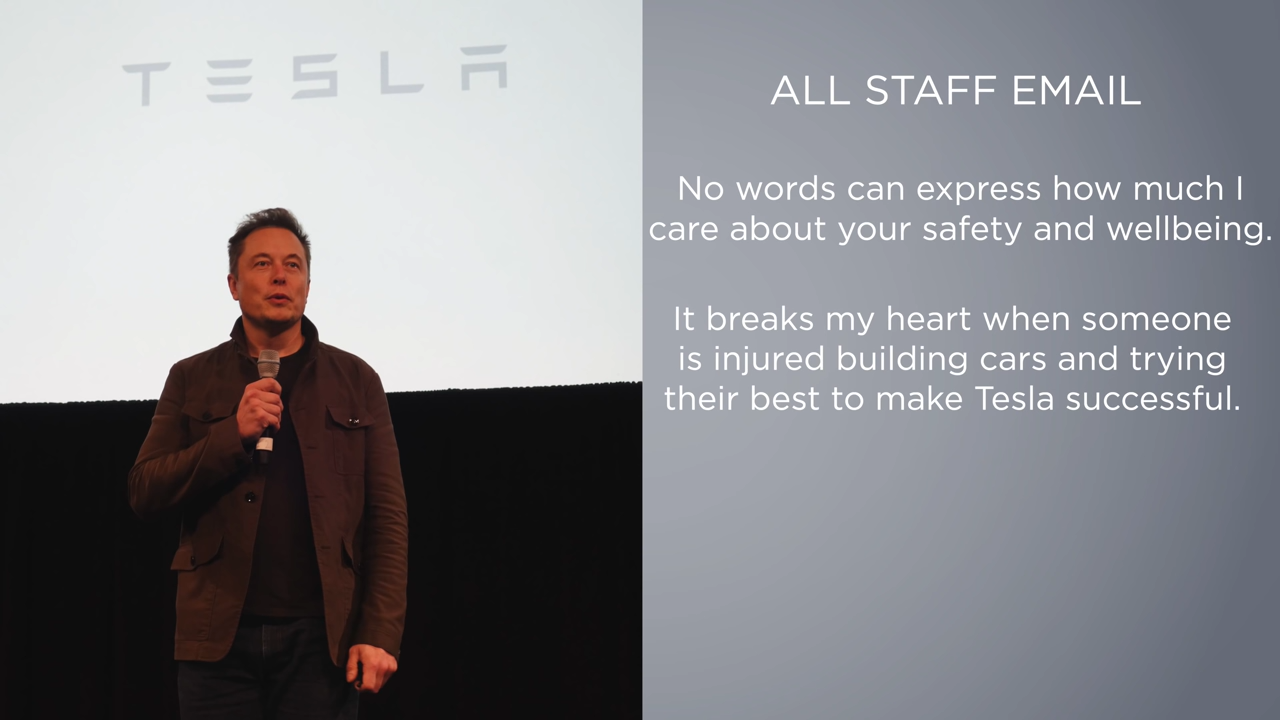 TESLA
ALL STAFF EMAIL
No words can express how much I
care about your safety and wellbeing.
It breaks my heart when someone
is injured building cars and trying
their best to make Tesla successful.